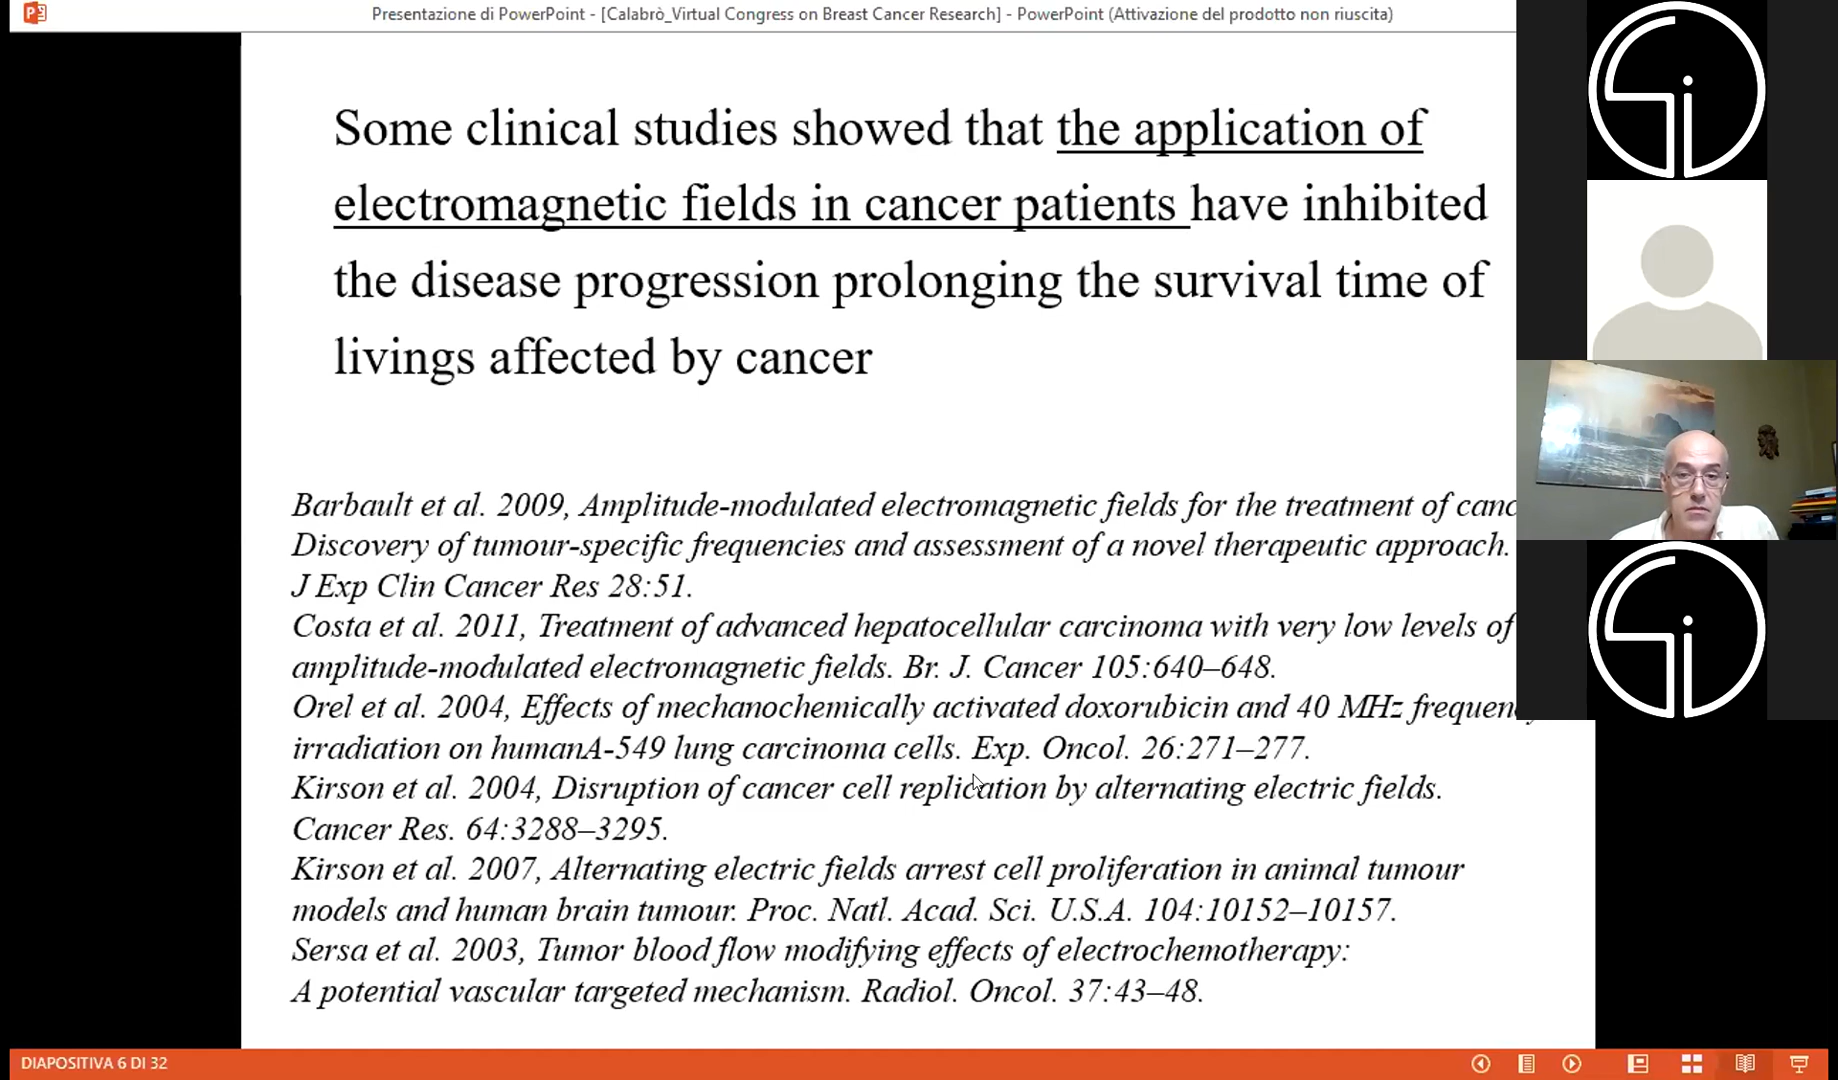 Presentazione di PowerPoint - [Calabrò_Virtual Congress on Breast Cancer Research] - PowerPoint (Attivazione del prodotto non riuscita)
Some clinical studies showed that the application of
electromagnetic fields in cancer patients have inhibited
the disease progression prolonging the survival time of
livings affected by cancer
Barbault et al. 2009, Amplitude-modulated electromagnetic fields for the treatment of canc
Discovery of tumour-specific frequencies and assessment of a novel therapeutic approach.
J Exp Clin Cancer Res 28:51.
Costa et al. 2011, Treatment of advanced hepatocellular carcinoma with very low levels of
amplitude-modulated electromagnetic fields. Br. J. Cancer 105:640–648.
Orel et al. 2004, Effects of mechanochemically activated doxorubicin and 40 MHz frequency
irradiation on humanA-549 lung carcinoma cells. Exp. Oncol. 26:271–277.
Kirson et al. 2004, Disruption of cancer cell replication by alternating electric fields.
Cancer Res. 64:3288–3295.
Kirson et al. 2007, Alternating electric fields arrest cell proliferation in animal tumour
models and human brain tumour. Proc. Natl. Acad. Sci. U.S.A. 104:10152–10157.
Sersa et al. 2003, Tumor blood flow modifying effects of electrochemotherapy:
A potential vascular targeted mechanism. Radiol. Oncol. 37:43–48.
DIAPOSITIVA 6 DI 32